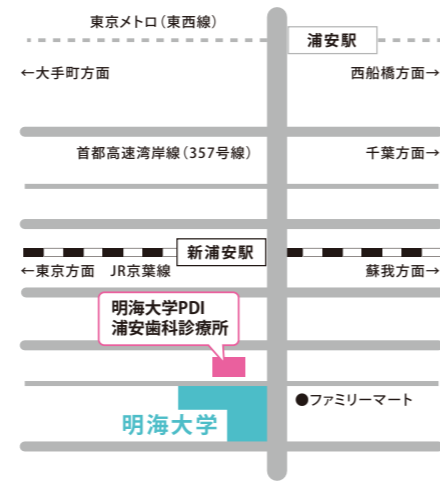 東京メトロ（東西線）
浦安駅
←大手町方面
西船橋方面→
首都高速湾岸線（357号線）
千葉方面→
新浦安駅
←東京方面 JR京葉線
蘇我方面→
明海大学PDI
浦安歯科診療所
●ファミリーマート
明海大学